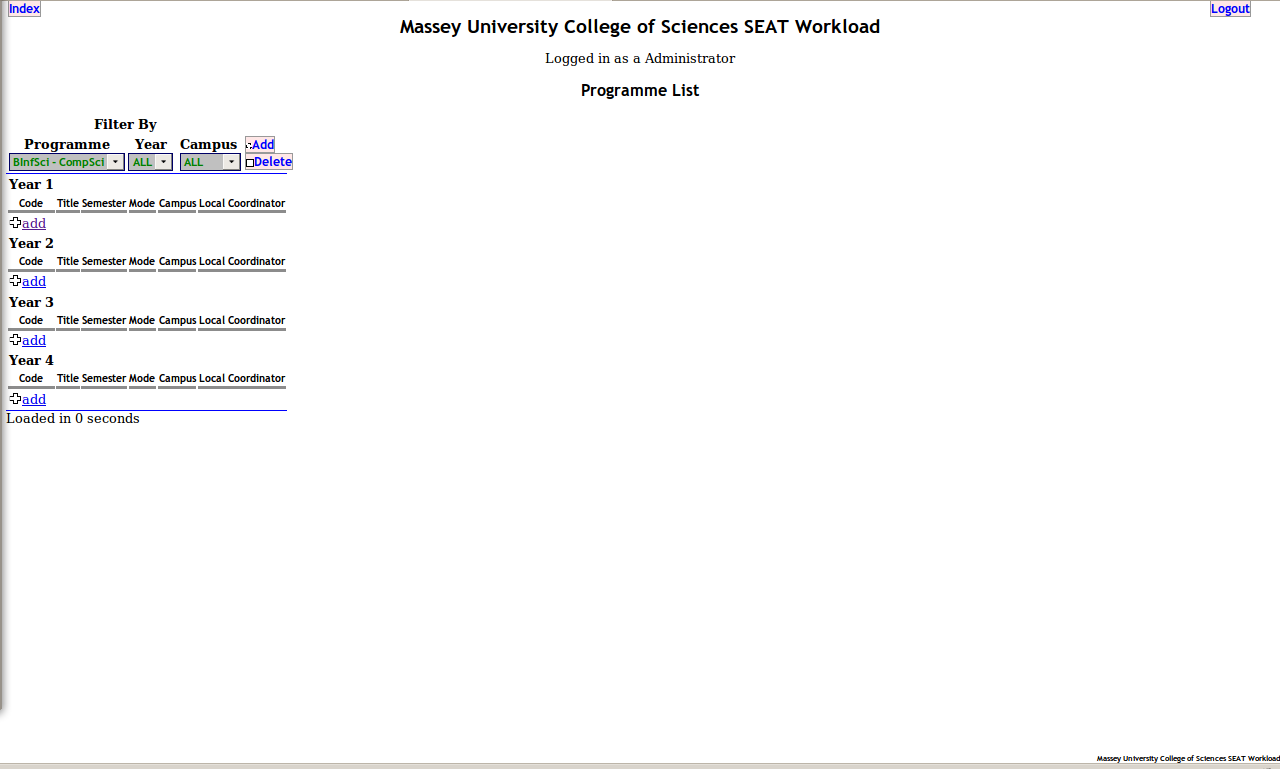 Index Logout
Massey University College of Sciences SEAT Workload
Logged in as a Administrator
Programme List
Filter By
Programme Year Campus Add
BInfSci - CompSci ALL ALL Delete
Year 1
Code Title Semester Mode Campus Local Coordinator
add
Year 2
Code Title Semester Mode Campus Local Coordinator
add
Year 3
Code Title Semester Mode Campus Local Coordinator
add
Year 4
Code Title Semester Mode Campus Local Coordinator
add
Loaded in 0 seconds
Massey University College of Sciences SEAT Workload